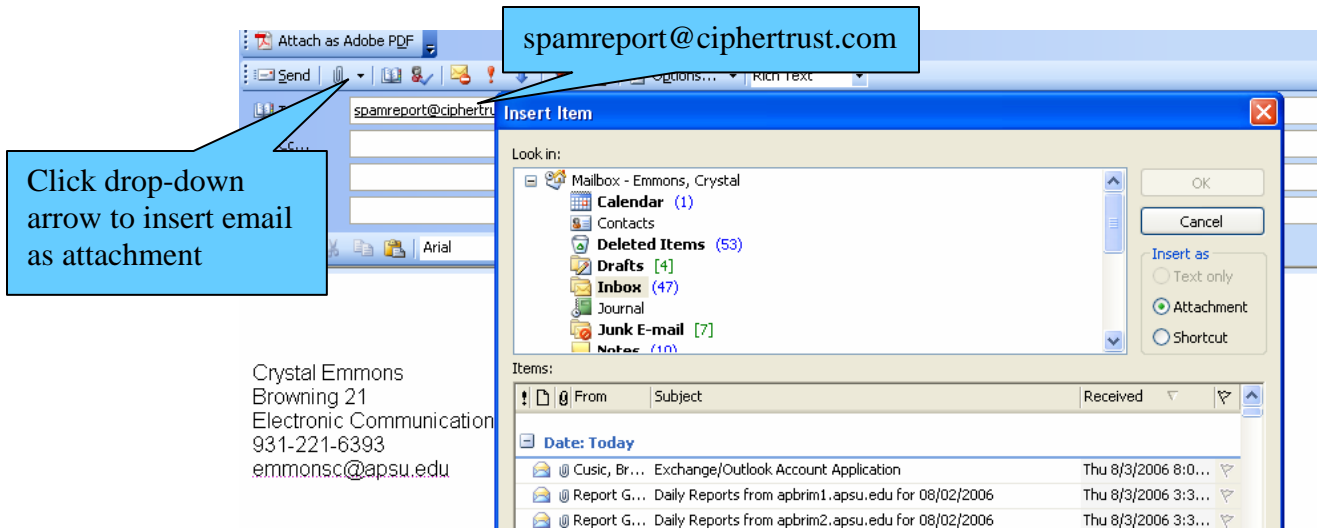 spamreport@ciphertrust.com
Attach as Adobe PDF
Send
Options...
Rich Text
spamreport@ciphertru
Cc...
Click drop-down
arrow to insert email
as attachment
Arial
Insert Item
Look in:
Mailbox - Emmons, Crystal
Calendar (1)
Contacts
Deleted Items (53)
Drafts [4]
Inbox (47)
Journal
Junk E-mail [7]
Notes (10)
OK
Cancel
Insert as
Text only
Attachment
Shortcut
Crystal Emmons
Browning 21
Electronic Communication
931-221-6393
emmonsc@apsu.edu
Items:
From Subject Received
Date: Today
Cusic, Br... Exchange/Outlook Account Application Thu 8/3/2006 8:0...
Report G... Daily Reports from apbrim1.apsu.edu for 08/02/2006 Thu 8/3/2006 3:3...
Report G... Daily Reports from apbrim2.apsu.edu for 08/02/2006 Thu 8/3/2006 3:3...